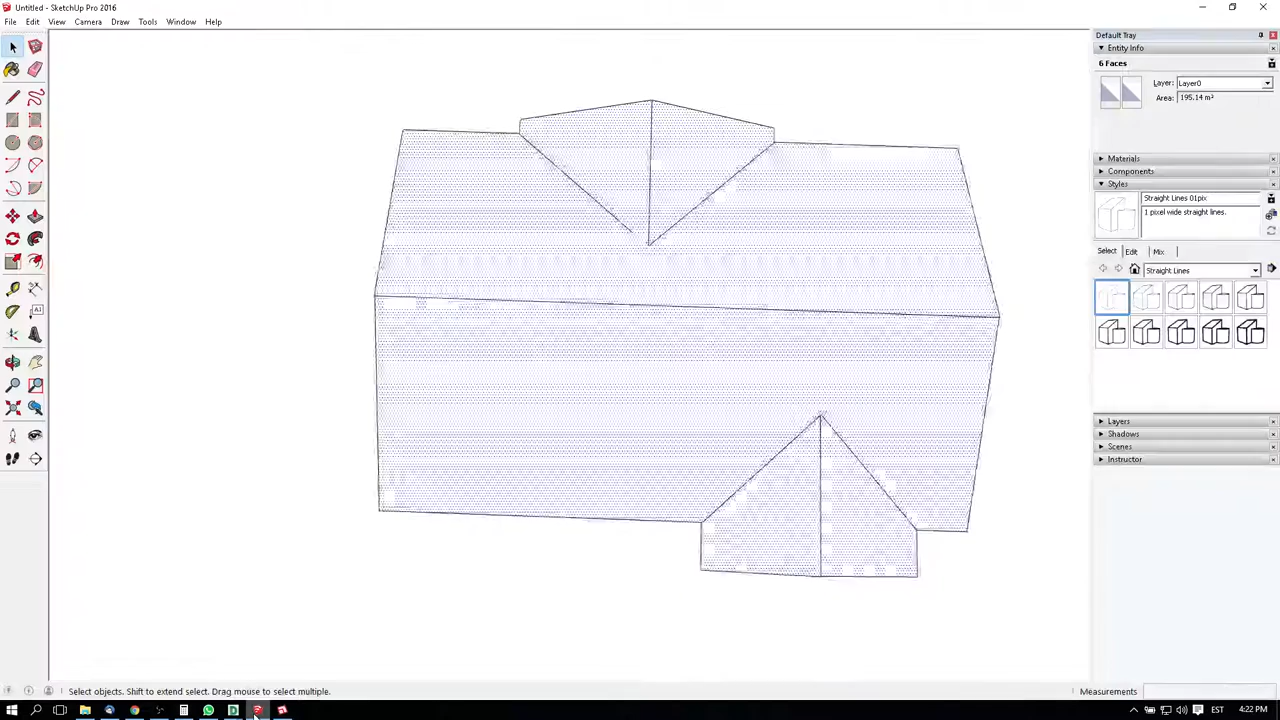 Untitled - SketchUp Pro 2016
File Edit View Camera Draw Tools Window Help
Default Tray
Entity Info
6 Faces
Layer: Layer0
Area: 195.14 m²
Materials
Components
Styles
Straight Lines 01pix
1 pixel wide straight lines.
Select Edit Mix
Straight Lines
Layers
Shadows
Scenes
Instructor
Select objects. Shift to extend select. Drag mouse to select multiple.
Measurements
EST 4:22 PM